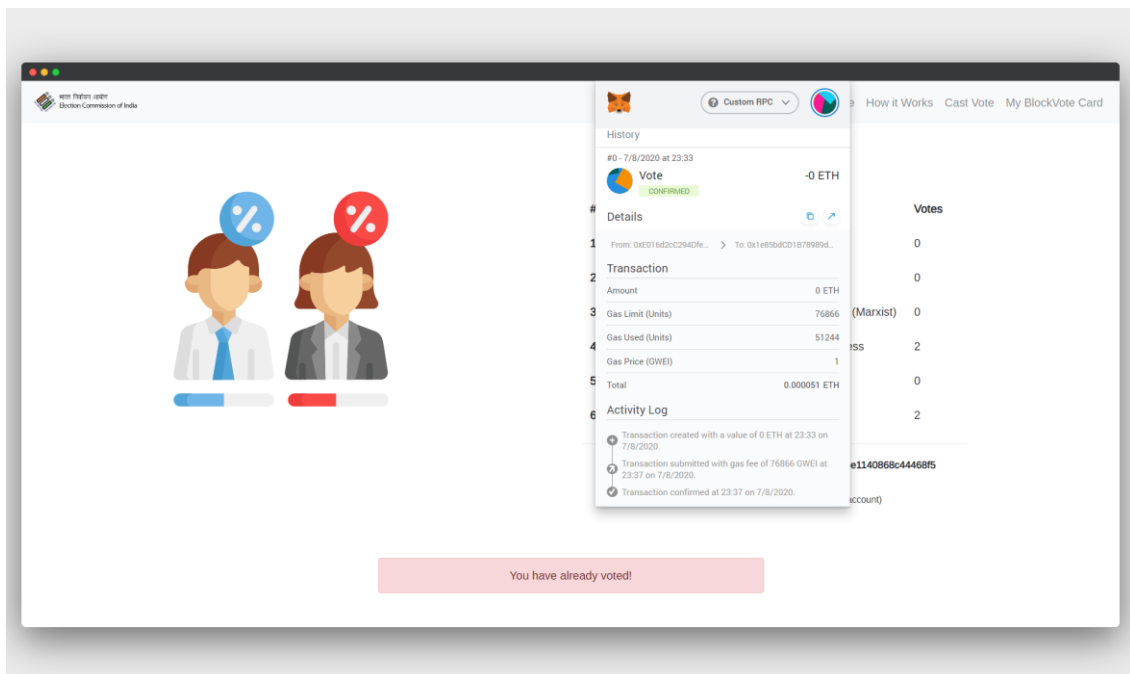 भारत निर्वाचन आयोग
Election Commission of India
Custom RPC
How it Works Cast Vote My BlockVote Card
History
#0 - 7/8/2020 at 23:33
Vote -0 ETH
CONFIRMED
Details
From: 0xE016d2cC294Dfe... To: 0x1e85bdCD1B78989d...
Transaction
Amount 0 ETH
Gas Limit (Units) 76866
Gas Used (Units) 51244
Gas Price (GWEI) 1
Total 0.000051 ETH
Activity Log
Transaction created with a value of 0 ETH at 23:33 on
7/8/2020.
Transaction submitted with gas fee of 76866 GWEI at
23:37 on 7/8/2020.
Transaction confirmed at 23:37 on 7/8/2020.
# Votes
1 0
2 0
3 (Marxist) 0
4 ess 2
5 0
6 2
e1140868c44468f5
account)
You have already voted!